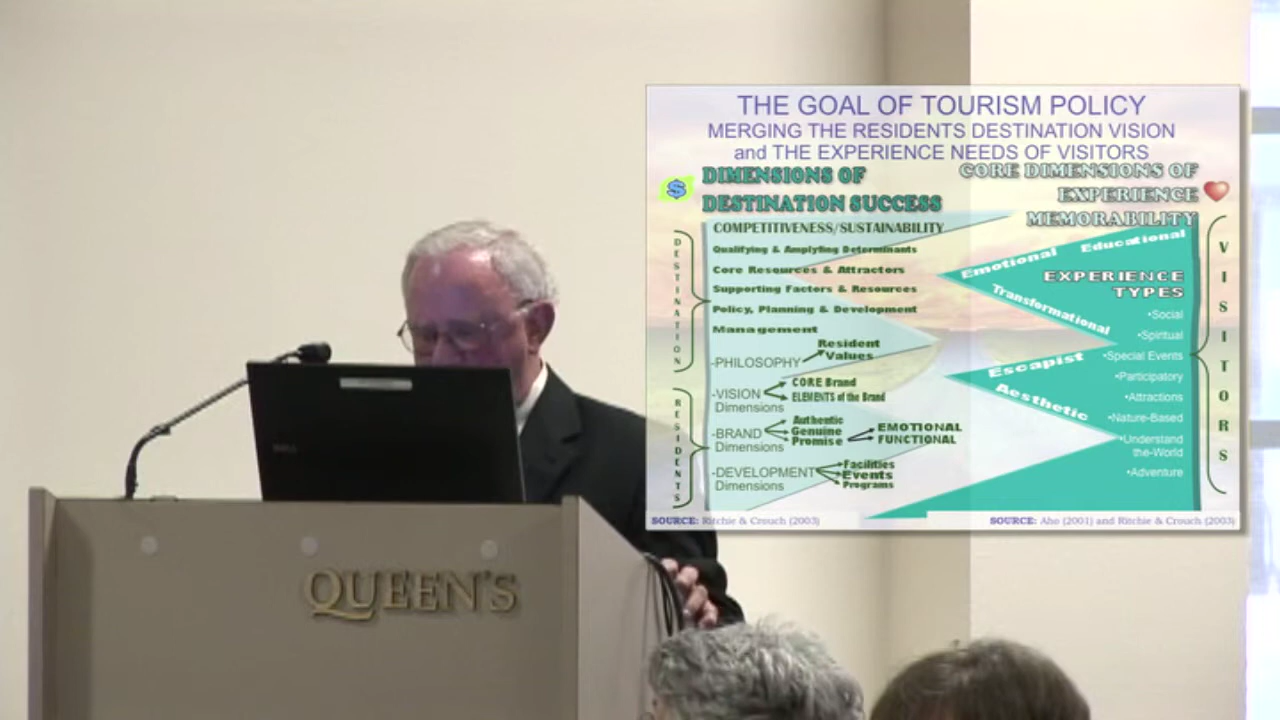 THE GOAL OF TOURISM POLICY
MERGING THE RESIDENTS DESTINATION VISION
and THE EXPERIENCE NEEDS OF VISITORS
$
DIMENSIONS OF
DESTINATION SUCCESS
COMPETITIVENESS/SUSTAINABILITY
Qualifying & Amplyfing Determinants
Core Resources & Attractors
Supporting Factors & Resources
Policy, Planning & Development
Management
-PHILOSOPHY
Resident
Values
-VISION
Dimensions
CORE Brand
ELEMENTS of the Brand
-BRAND
Dimensions
Authentic
Genuine
Promise
EMOTIONAL
FUNCTIONAL
-DEVELOPMENT
Dimensions
Facilities
Events
Programs
DESTINATION
RESIDENTS
CORE DIMENSIONS OF
EXPERIENCE
MEMORABILITY
Emotional
Educational
Transformational
Escapist
Aesthetic
EXPERIENCE
TYPES
•Social
•Spiritual
•Special Events
•Participatory
•Attractions
•Nature-Based
•Understand
the-World
•Adventure
VISITORS
SOURCE: Ritchie & Crouch (2003)
SOURCE: Aho (2001) and Ritchie & Crouch (2003)
DELL
QUEEN'S